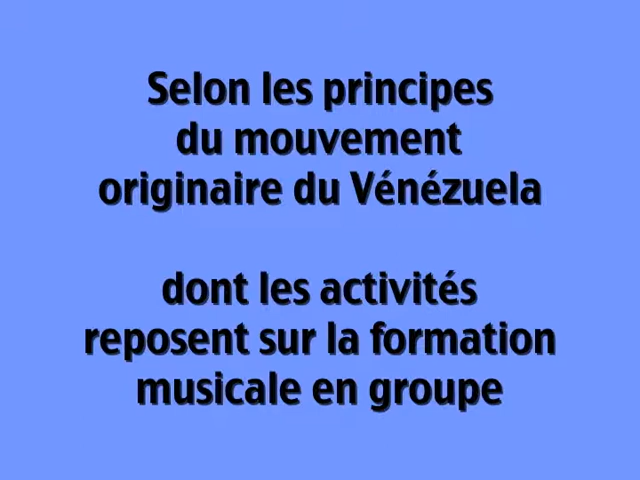 Selon les principes
du mouvement
originaire du Vénézuela
dont les activités
reposent sur la formation
musicale en groupe